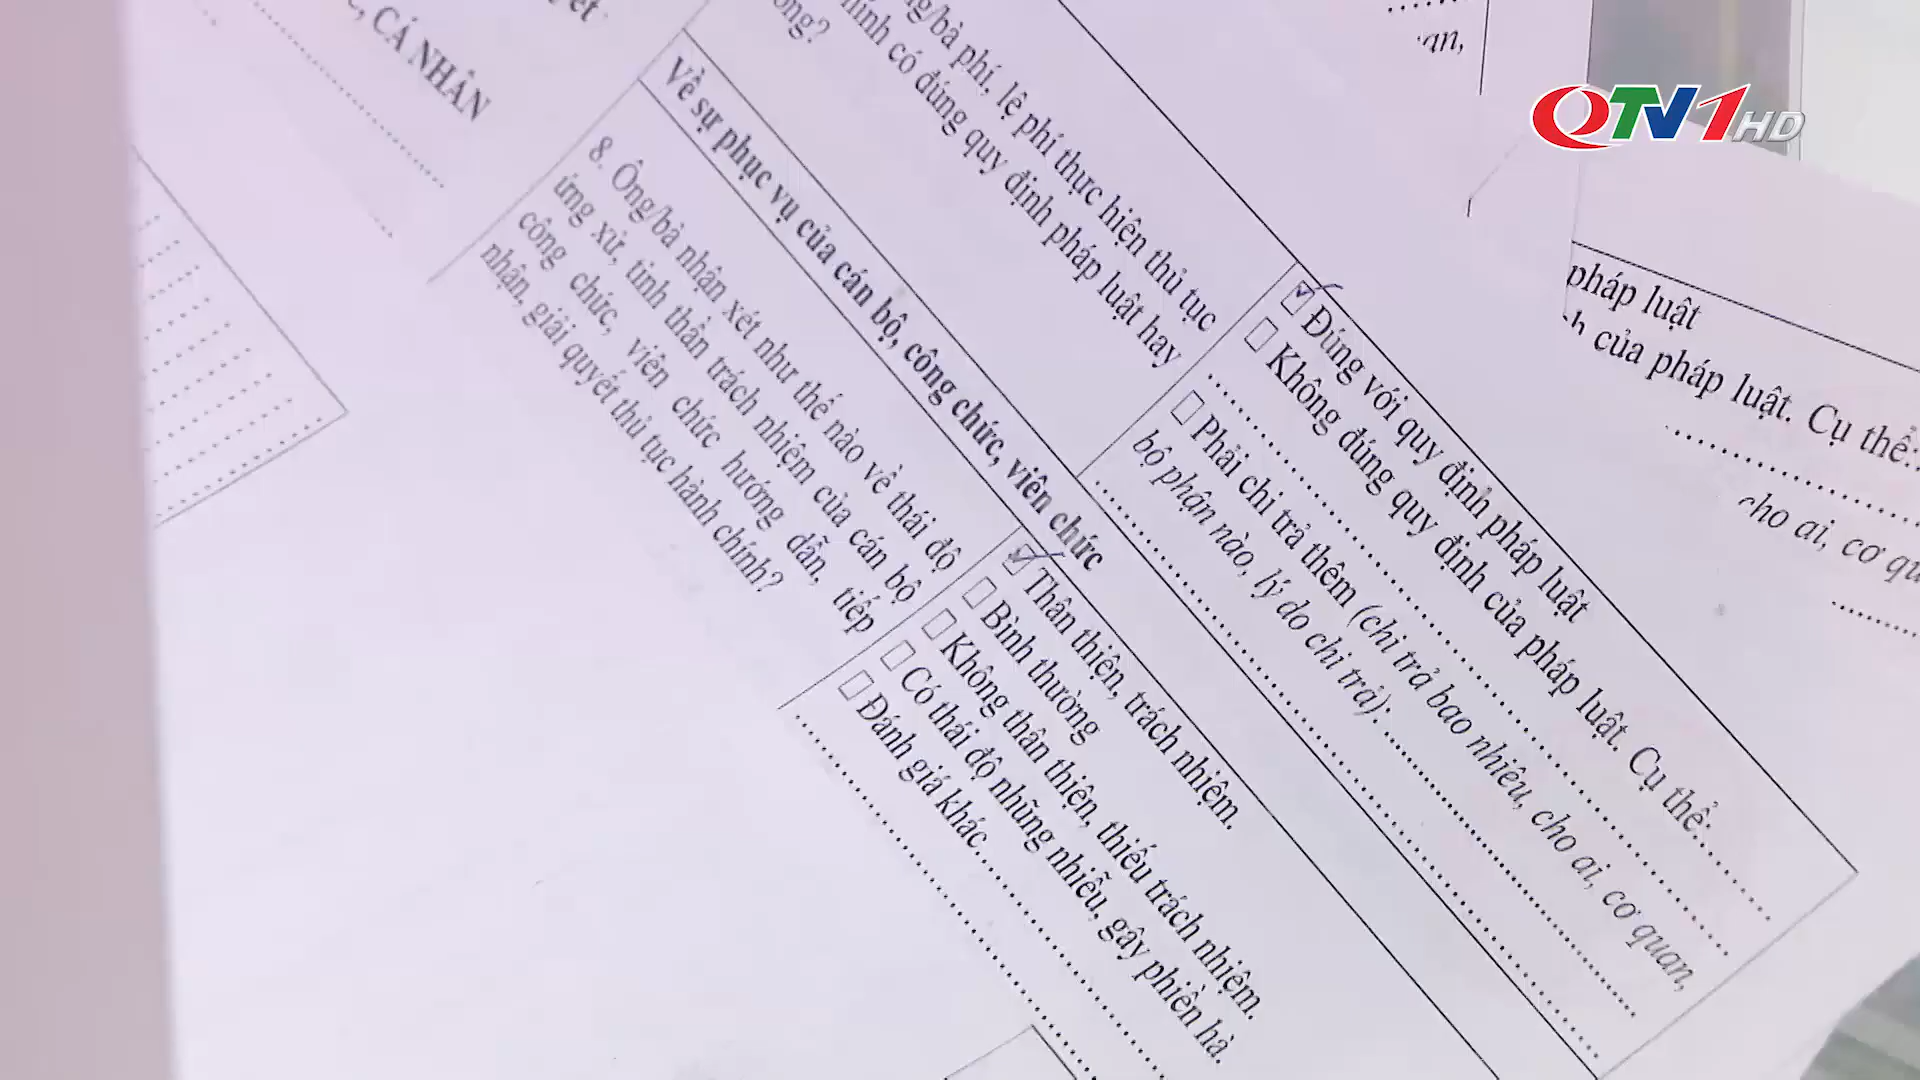 CÁ NHÂN
phí, lệ phí thực hiện thủ tục
có đúng quy định pháp luật hay
☑ Đúng với quy định pháp luật
☐ Không đúng quy định của pháp luật. Cụ thể:
☐ Phải chi trả thêm (chi trả bao nhiêu, cho ai, cơ quan,
bộ phận nào, lý do chi trả):
Về sự phục vụ của cán bộ, công chức, viên chức
8. Ông/bà nhận xét như thế nào về thái độ
ứng xử, tinh thần trách nhiệm của cán bộ
công chức, viên chức hướng dẫn, tiếp
nhận, giải quyết thủ tục hành chính?
☑ Thân thiện, trách nhiệm.
☐ Bình thường
☐ Không thân thiện, thiếu trách nhiệm.
☐ Có thái độ nhũng nhiễu, gây phiền hà.
☐ Đánh giá khác
QTV1 HD
pháp luật
của pháp luật. Cụ thể:
cho ai, cơ